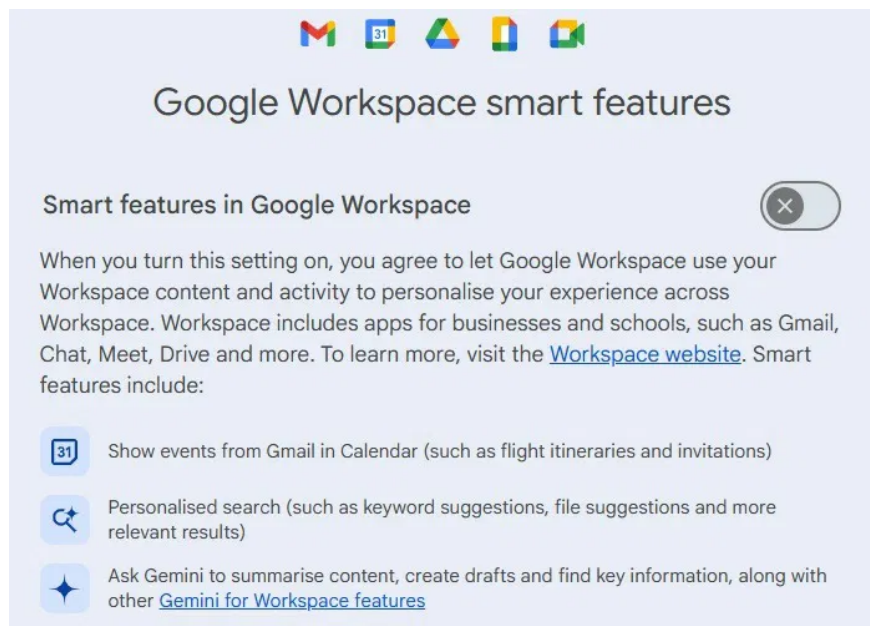 31
Google Workspace smart features
Smart features in Google Workspace
When you turn this setting on, you agree to let Google Workspace use your
Workspace content and activity to personalise your experience across
Workspace. Workspace includes apps for businesses and schools, such as Gmail,
Chat, Meet, Drive and more. To learn more, visit the Workspace website. Smart
features include:
31
Show events from Gmail in Calendar (such as flight itineraries and invitations)
Personalised search (such as keyword suggestions, file suggestions and more
relevant results)
Ask Gemini to summarise content, create drafts and find key information, along with
other Gemini for Workspace features